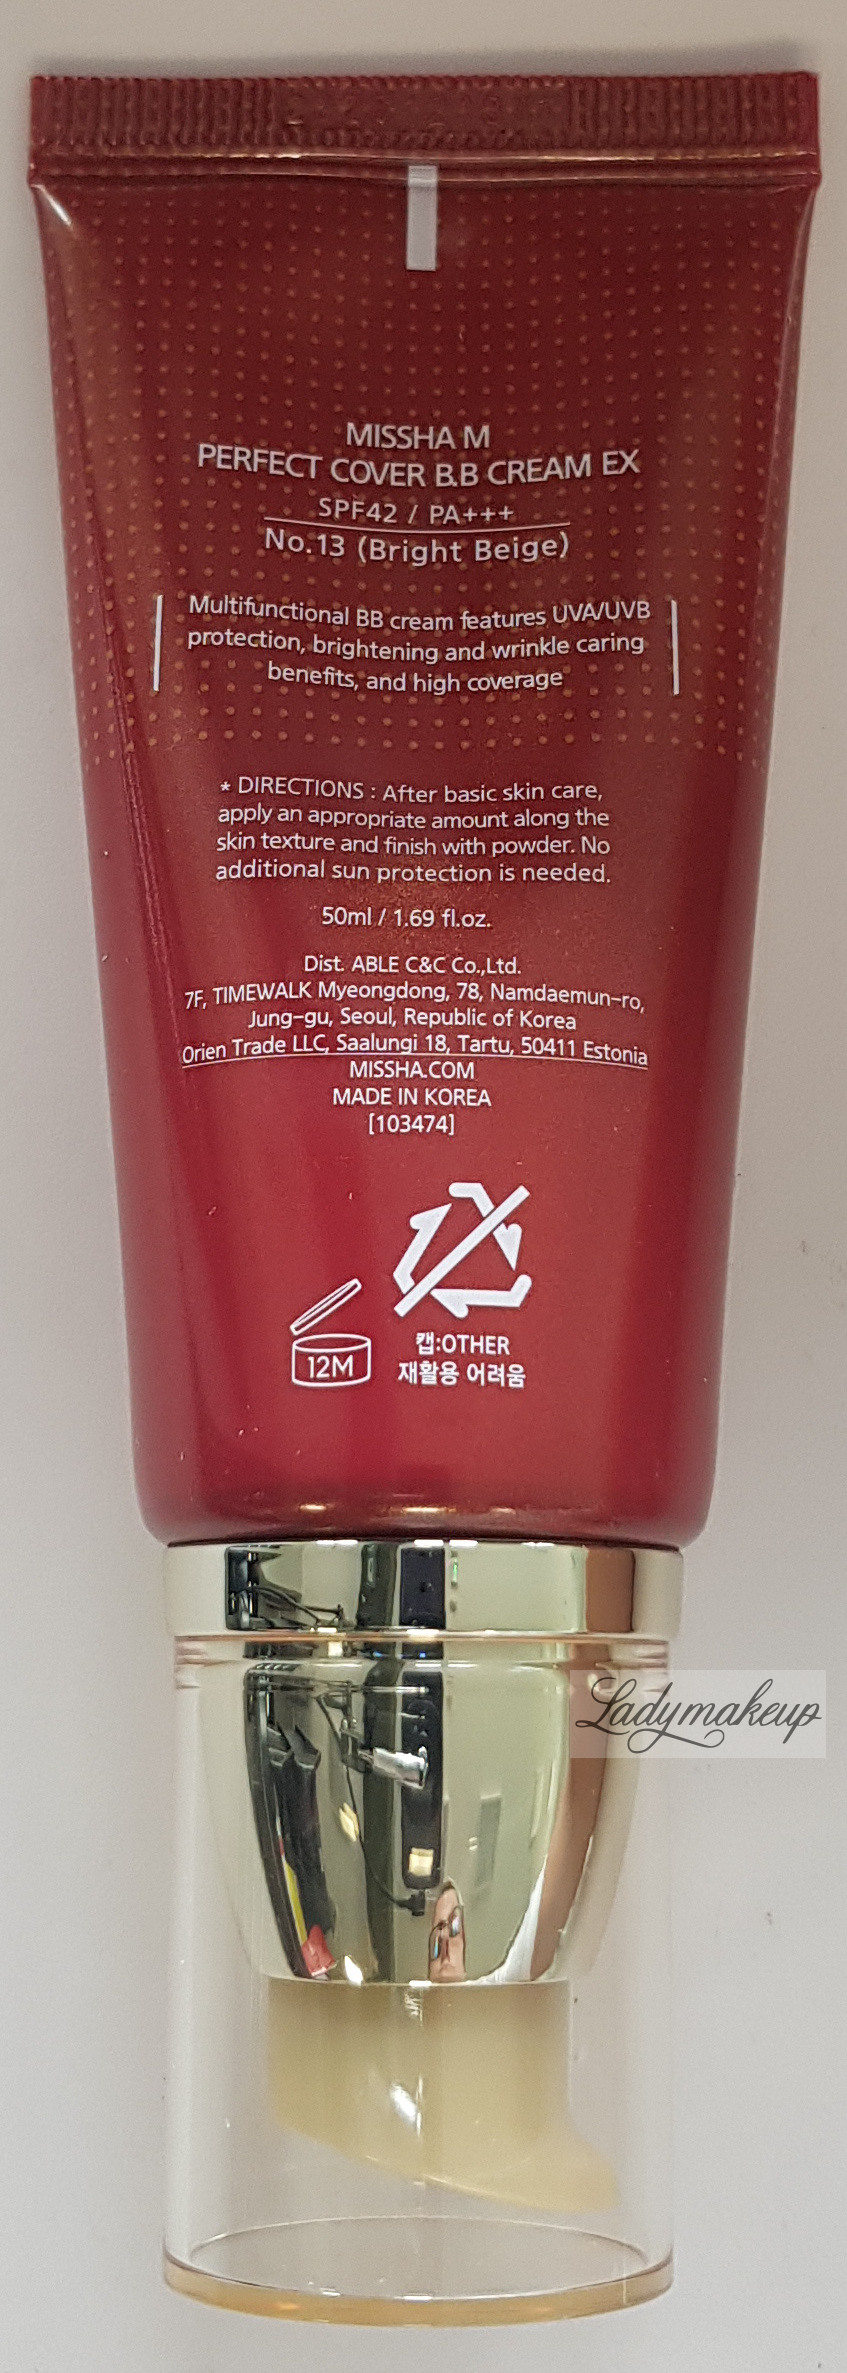 MISSHA M
PERFECT COVER B.B CREAM EX
SPF42 / PA+++
No.13 (Bright Beige)
Multifunctional BB cream features UVA/UVB
protection, brightening and wrinkle caring
benefits, and high coverage
* DIRECTIONS : After basic skin care,
apply an appropriate amount along the
skin texture and finish with powder. No
additional sun protection is needed.
50ml / 1.69 fl.oz.
Dist. ABLE C&C Co.,Ltd.
7F, TIMEWALK Myeongdong, 78, Namdaemun-ro,
Jung-gu, Seoul, Republic of Korea
Orien Trade LLC, Saalungi 18, Tartu, 50411 Estonia
MISSHA.COM
MADE IN KOREA
[103474]
12M
캡:OTHER
재활용 어려움
Ladymakeup